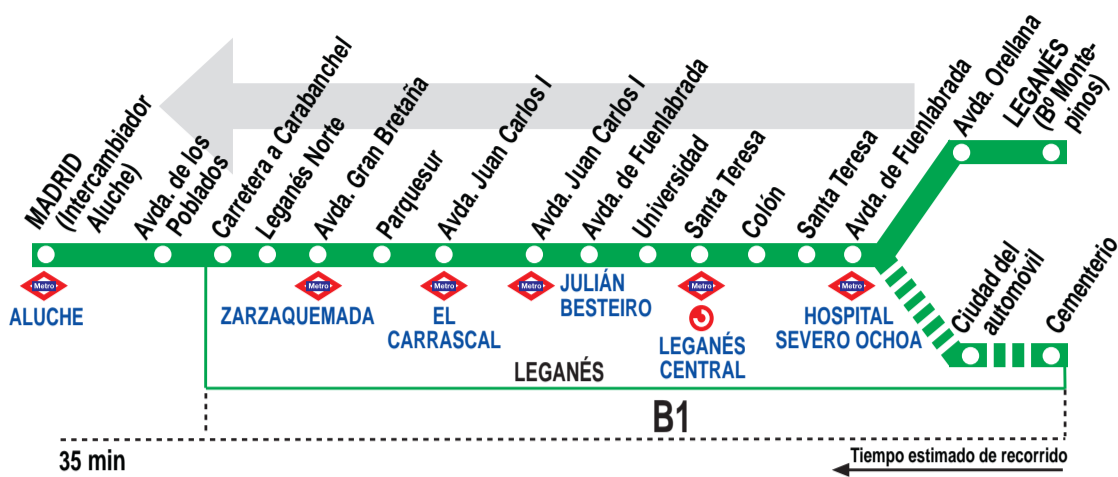 MADRID
(Intercambiador
Aluche)
Avda. de los
Poblados
Carretera a Carabanchel
Leganés Norte
Avda. Gran Bretaña
Parquesur
Avda. Juan Carlos I
Avda. Juan Carlos I
Avda. de Fuenlabrada
Universidad
Santa Teresa
Colón
Santa Teresa
Avda. de Fuenlabrada
Avda. Orellana
LEGANÉS
(Bº Monte-
pinos)
Ciudad del
automóvil
Cementerio
Metro
ALUCHE
Metro
ZARZAQUEMADA
Metro
EL
CARRASCAL
Metro
JULIÁN
BESTEIRO
Metro
LEGANÉS
CENTRAL
Metro
HOSPITAL
SEVERO OCHOA
LEGANÉS
B1
35 min
Tiempo estimado de recorrido